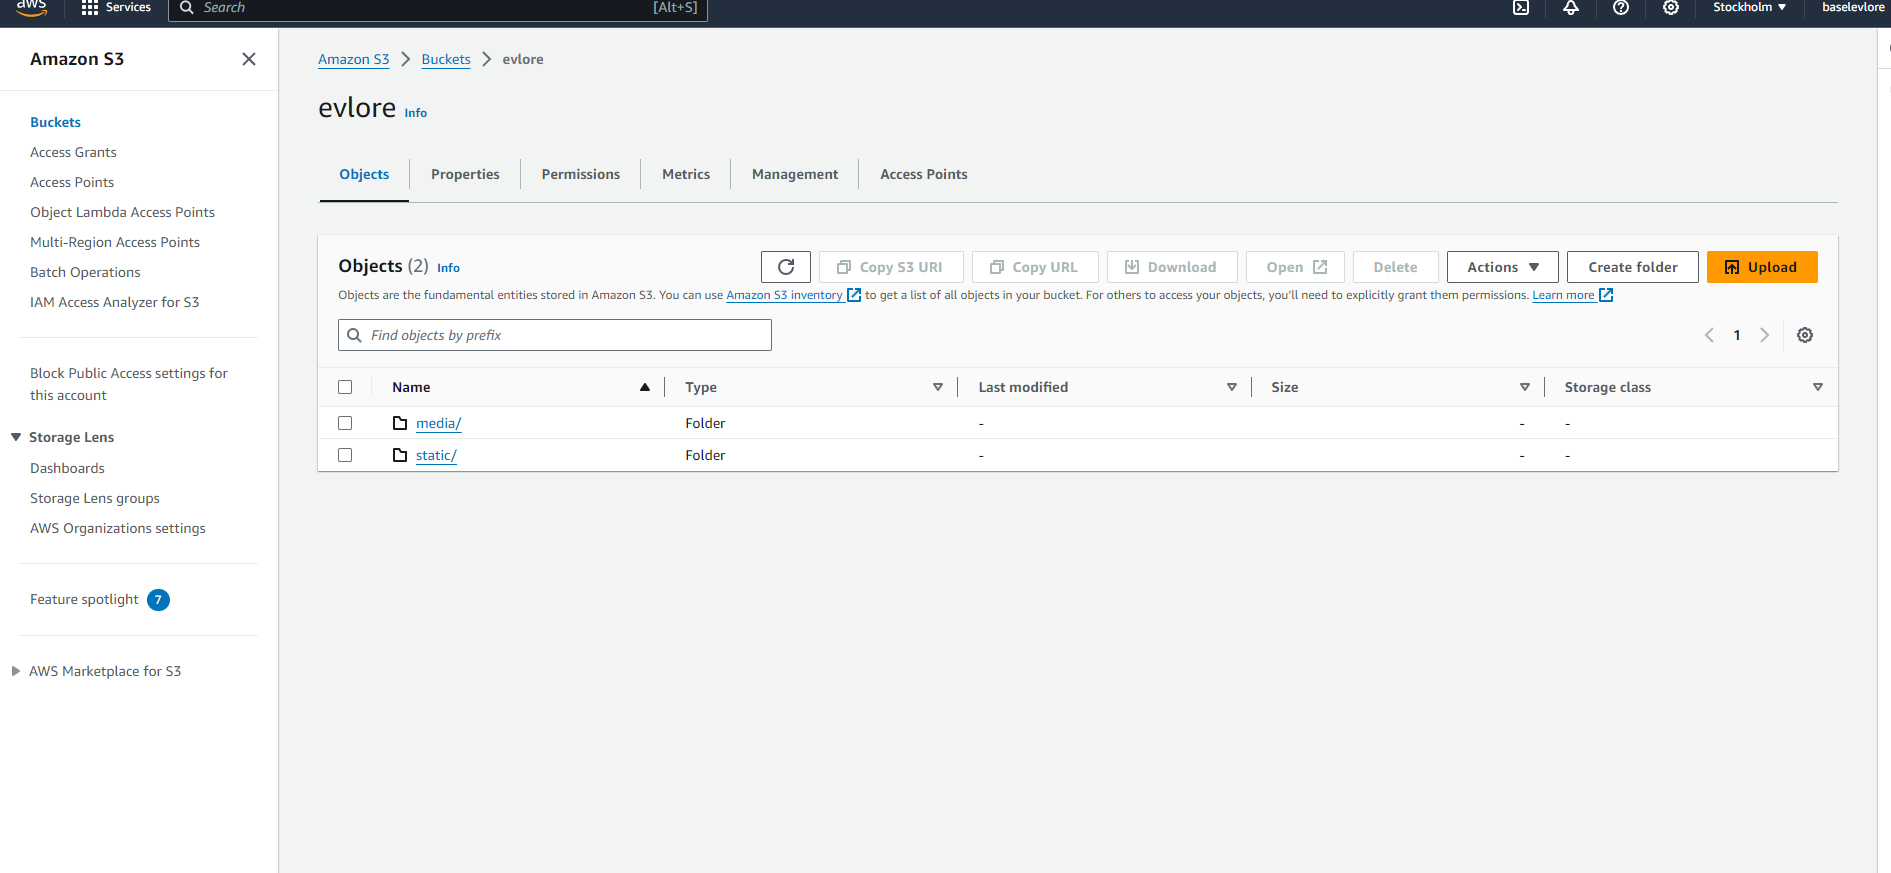 aws
Services
Search
[Alt+S]
Stockholm
baselevlore
Amazon S3
Buckets
Access Grants
Access Points
Object Lambda Access Points
Multi-Region Access Points
Batch Operations
IAM Access Analyzer for S3
Block Public Access settings for
this account
Storage Lens
Dashboards
Storage Lens groups
AWS Organizations settings
Feature spotlight 7
AWS Marketplace for S3
Amazon S3 > Buckets > evlore
evlore Info
Objects Properties Permissions Metrics Management Access Points
Objects (2) Info
Copy S3 URI Copy URL Download Open Delete Actions Create folder Upload
Objects are the fundamental entities stored in Amazon S3. You can use Amazon S3 inventory to get a list of all objects in your bucket. For others to access your objects, you'll need to explicitly grant them permissions. Learn more
Find objects by prefix
1
Name Type Last modified Size Storage class
media/ Folder - - -
static/ Folder - - -